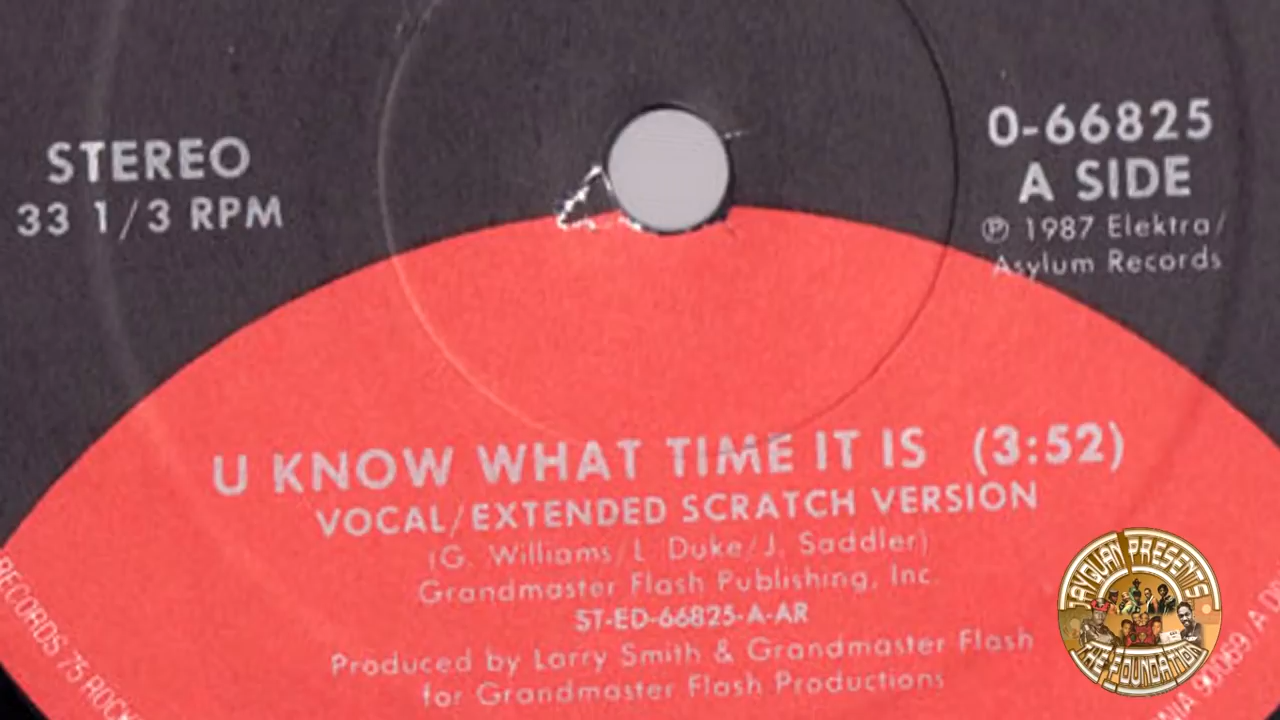 STEREO
33 1/3 RPM
0-66825
A SIDE
Ⓟ 1987 Elektra/
Asylum Records
U KNOW WHAT TIME IT IS (3:52)
VOCAL/EXTENDED SCRATCH VERSION
(G. Williams/L. Duke/J. Saddler)
Grandmaster Flash Publishing, Inc.
ST-ED-66825-A-AR
Produced by Larry Smith & Grandmaster Flash
for Grandmaster Flash Productions
RECORDS 75 ROCK
90069/A
JAYQUAN PRESENTS
THE FOUNDATION